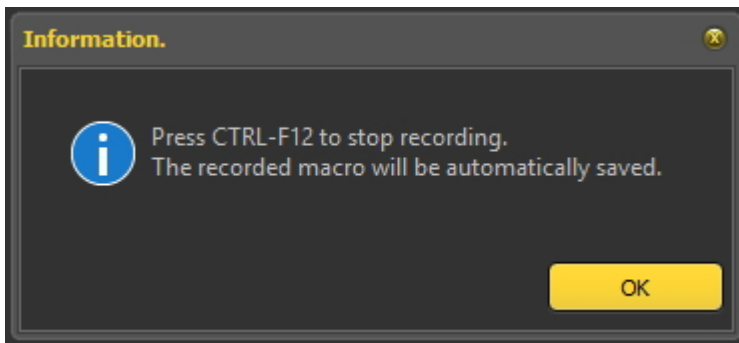 Information.
Press CTRL-F12 to stop recording.
The recorded macro will be automatically saved.
OK